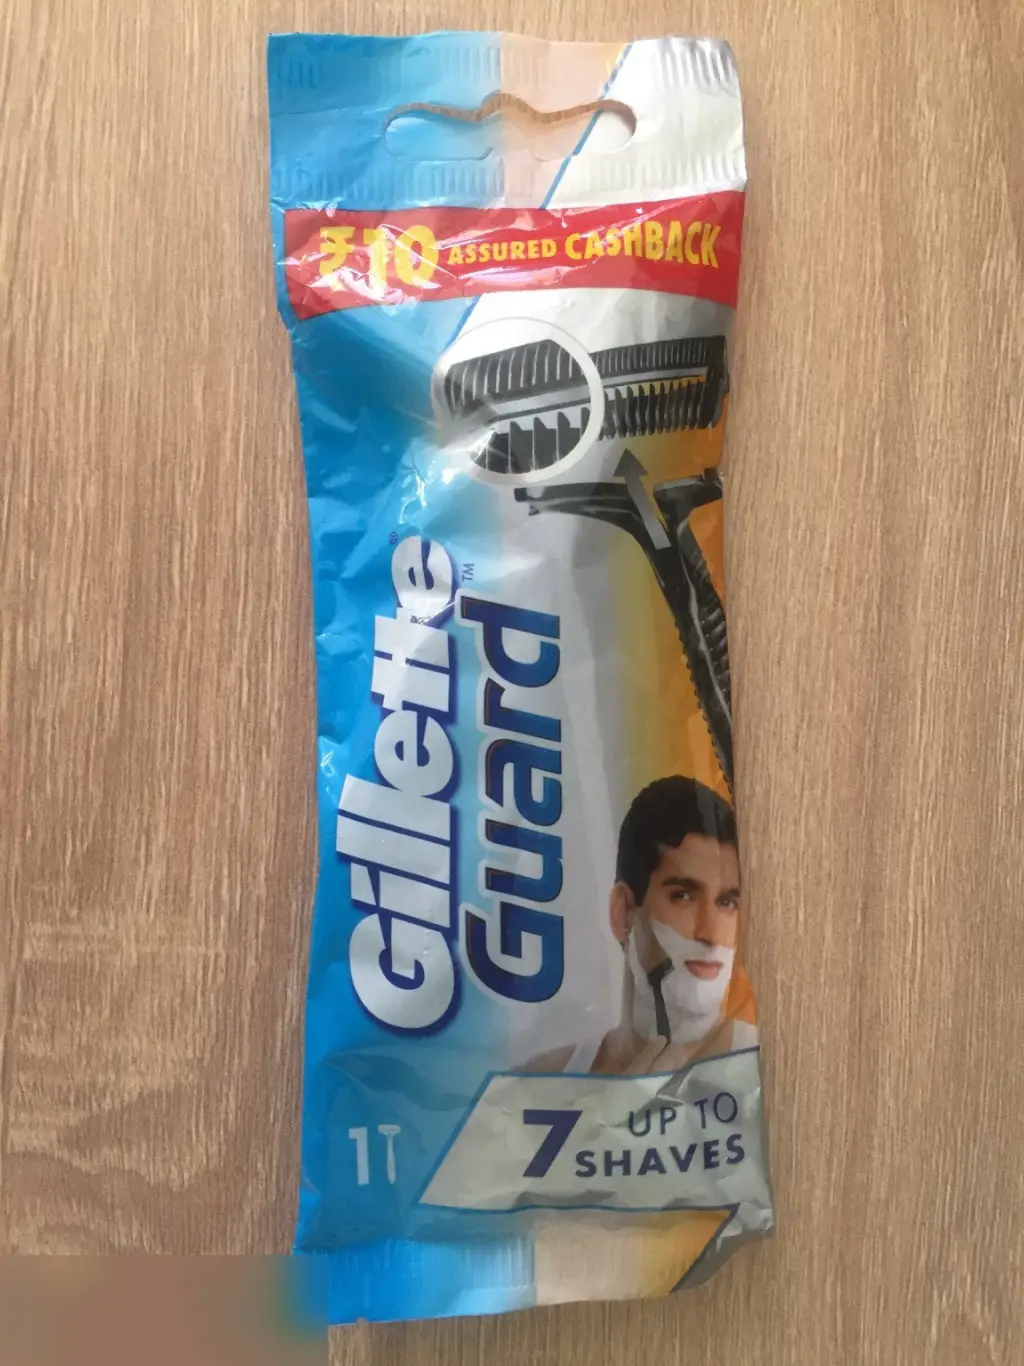 ₹10 ASSURED CASHBACK
Gillette®
Guard™
1
7 UP TO
SHAVES